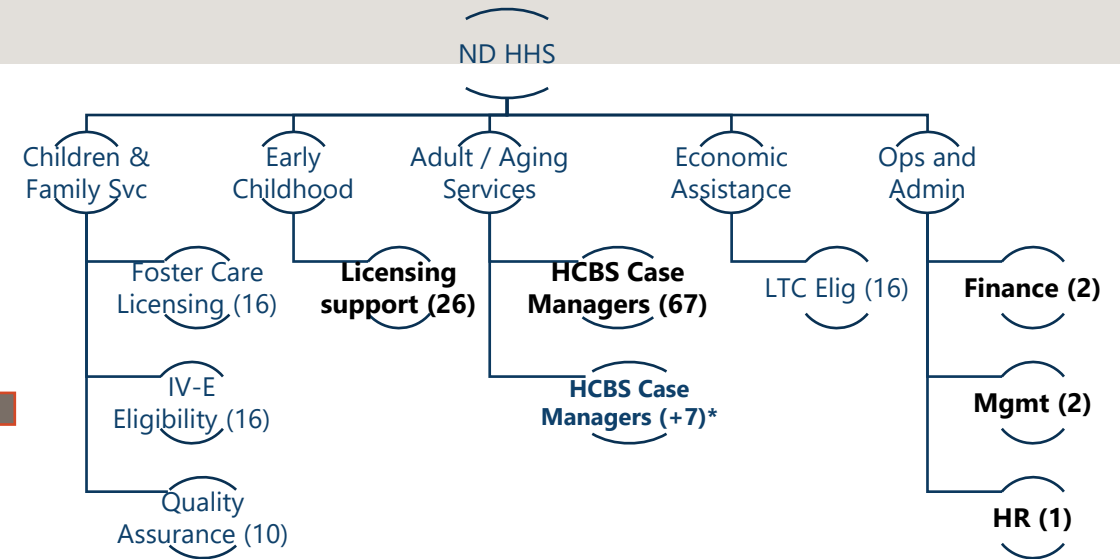 ND HHS
Children &
Family Svc
Early
Childhood
Adult / Aging
Services
Economic
Assistance
Ops and
Admin
Foster Care
Licensing (16)
Licensing
support (26)
HCBS Case
Managers (67)
LTC Elig (16)
Finance (2)
IV-E
Eligibility (16)
HCBS Case
Managers (+7)*
Mgmt (2)
Quality
Assurance (10)
HR (1)